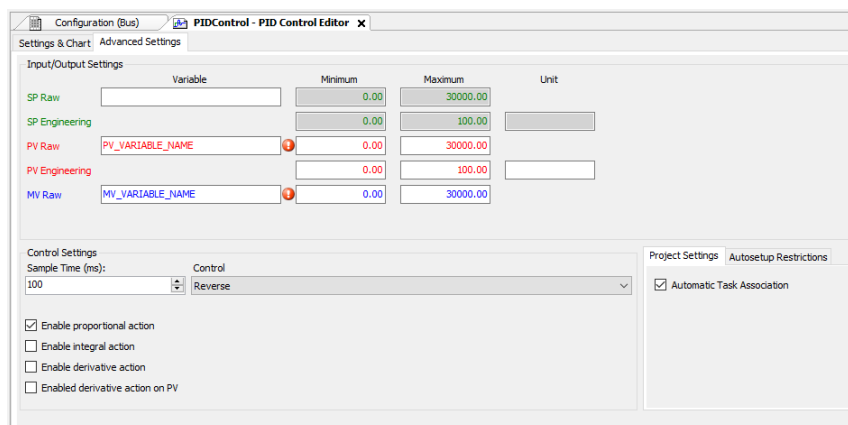 Configuration (Bus) PIDControl - PID Control Editor x
Settings & Chart Advanced Settings
Input/Output Settings
Variable Minimum Maximum Unit
SP Raw 0.00 30000.00
SP Engineering 0.00 100.00
PV Raw PV_VARIABLE_NAME 0.00 30000.00
PV Engineering 0.00 100.00
MV Raw MV_VARIABLE_NAME 0.00 30000.00
Control Settings
Sample Time (ms): Control
100 Reverse
Enable proportional action
Enable integral action
Enable derivative action
Enabled derivative action on PV
Project Settings Autosetup Restrictions
Automatic Task Association